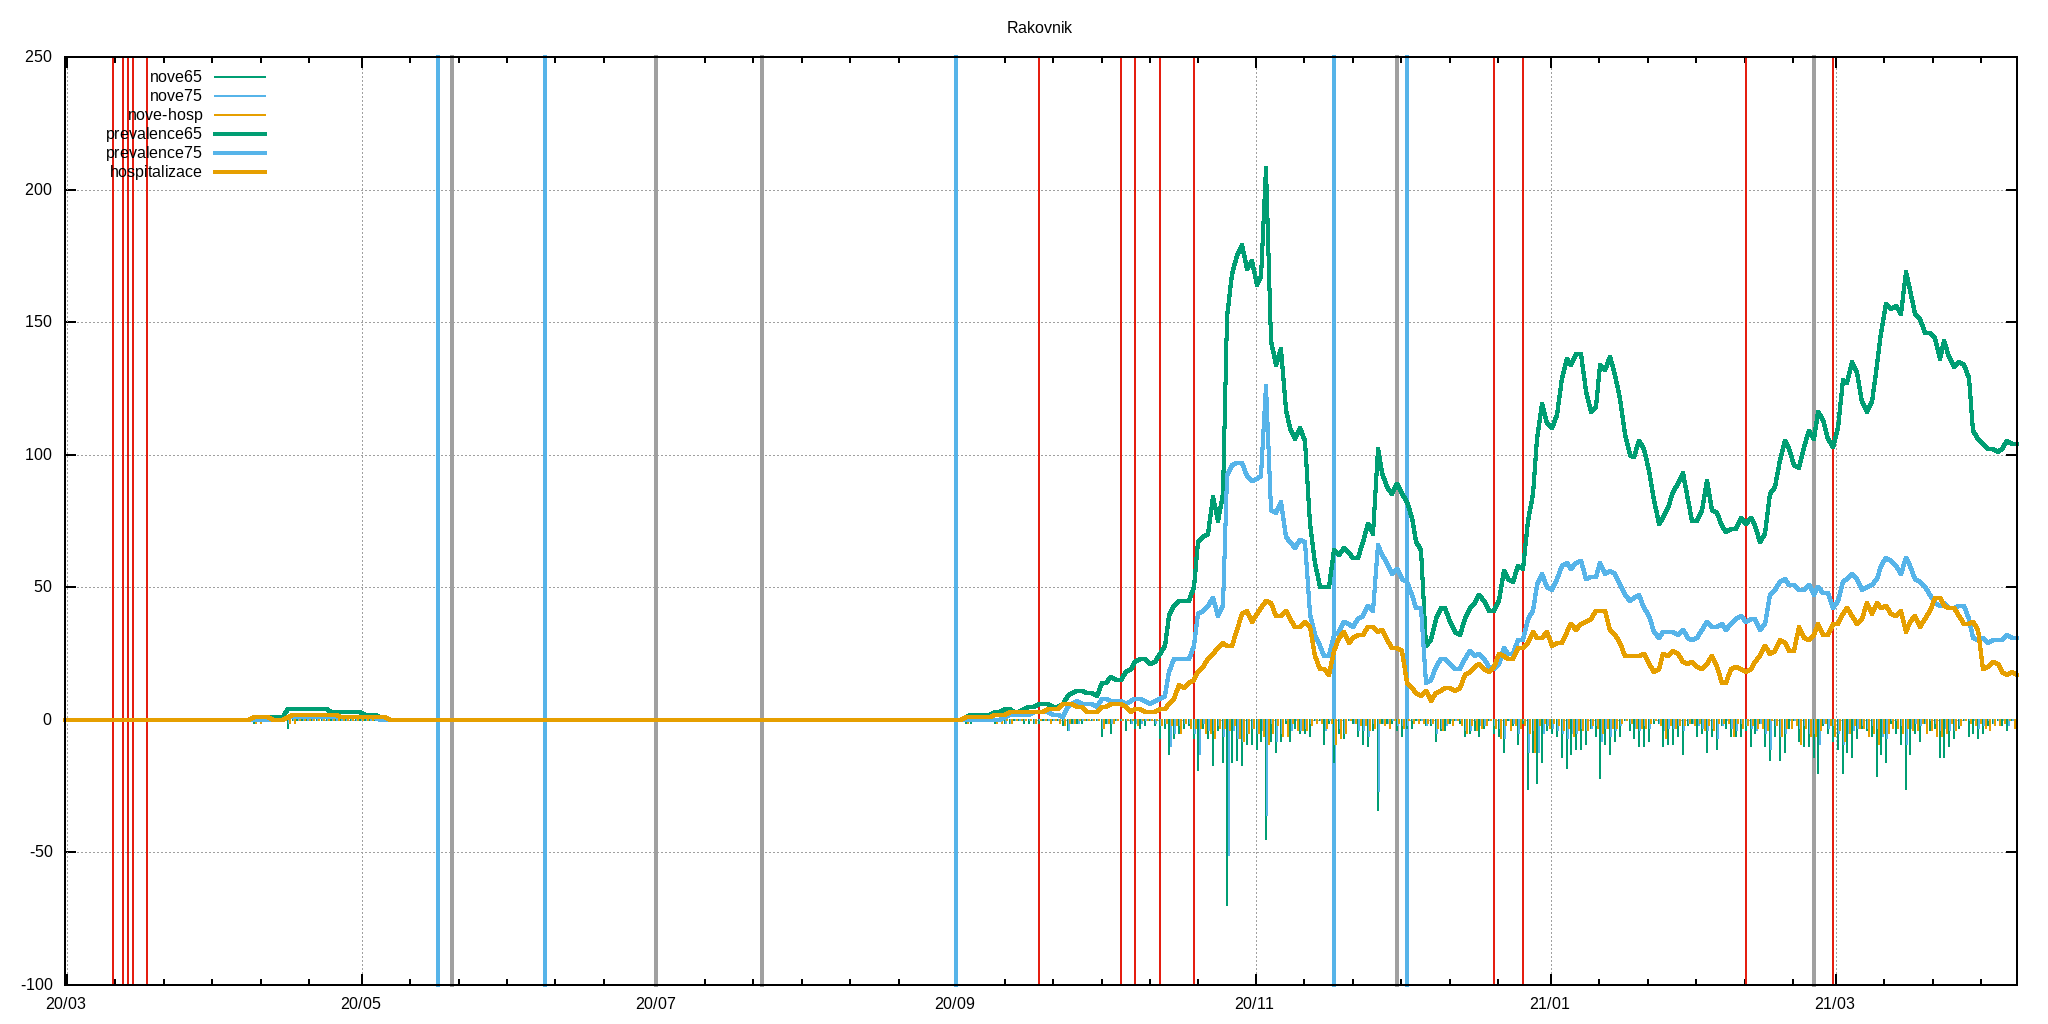 Rakovnik
250
200
150
100
50
0
-50
-100
nove65
nove75
nove-hosp
prevalence65
prevalence75
hospitalizace
20/03 20/05 20/07 20/09 20/11 21/01 21/03